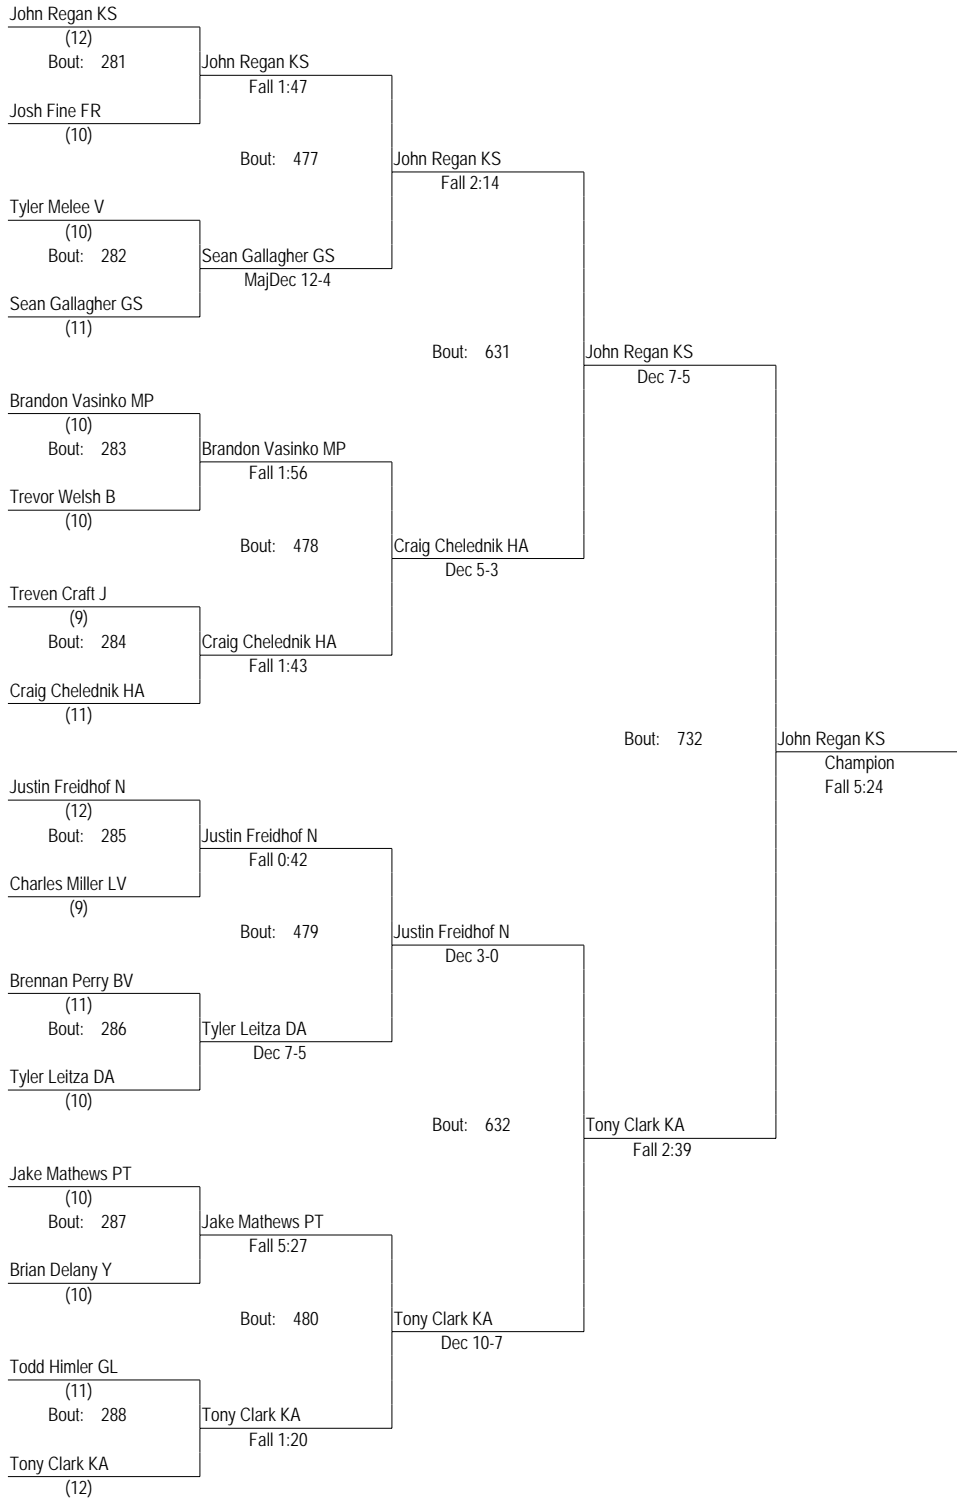 John Regan KS
(12)
Bout: 281
John Regan KS
Fall 1:47
Josh Fine FR
(10)
Bout: 477
John Regan KS
Fall 2:14
Tyler Melee V
(10)
Bout: 282
Sean Gallagher GS
MajDec 12-4
Sean Gallagher GS
(11)
Bout: 631
John Regan KS
Dec 7-5
Brandon Vasinko MP
(10)
Bout: 283
Brandon Vasinko MP
Fall 1:56
Trevor Welsh B
(10)
Bout: 478
Craig Chelednik HA
Dec 5-3
Treven Craft J
(9)
Bout: 284
Craig Chelednik HA
Fall 1:43
Craig Chelednik HA
(11)
Bout: 732
John Regan KS
Champion
Fall 5:24
Justin Freidhof N
(12)
Bout: 285
Justin Freidhof N
Fall 0:42
Charles Miller LV
(9)
Bout: 479
Justin Freidhof N
Dec 3-0
Brennan Perry BV
(11)
Bout: 286
Tyler Leitza DA
Dec 7-5
Tyler Leitza DA
(10)
Bout: 632
Tony Clark KA
Fall 2:39
Jake Mathews PT
(10)
Bout: 287
Jake Mathews PT
Fall 5:27
Brian Delany Y
(10)
Bout: 480
Tony Clark KA
Dec 10-7
Todd Himler GL
(11)
Bout: 288
Tony Clark KA
Fall 1:20
Tony Clark KA
(12)